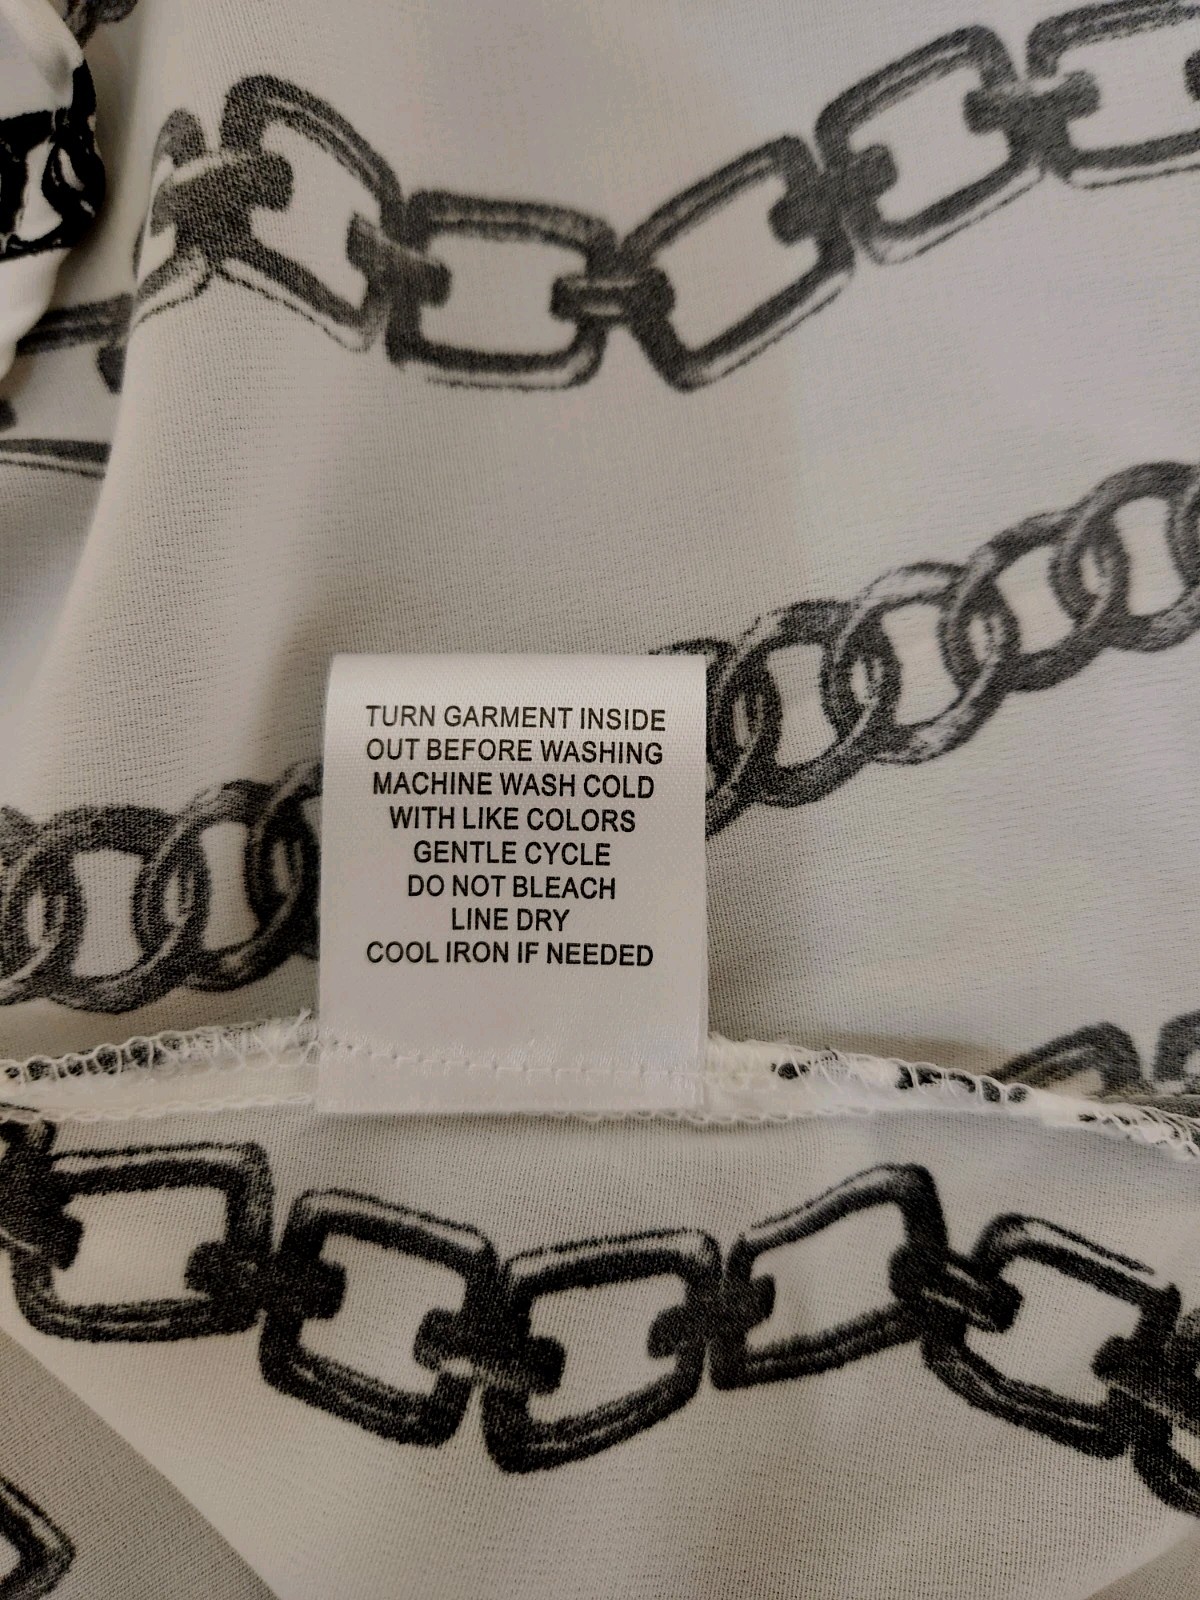 TURN GARMENT INSIDE
OUT BEFORE WASHING
MACHINE WASH COLD
WITH LIKE COLORS
GENTLE CYCLE
DO NOT BLEACH
LINE DRY
COOL IRON IF NEEDED